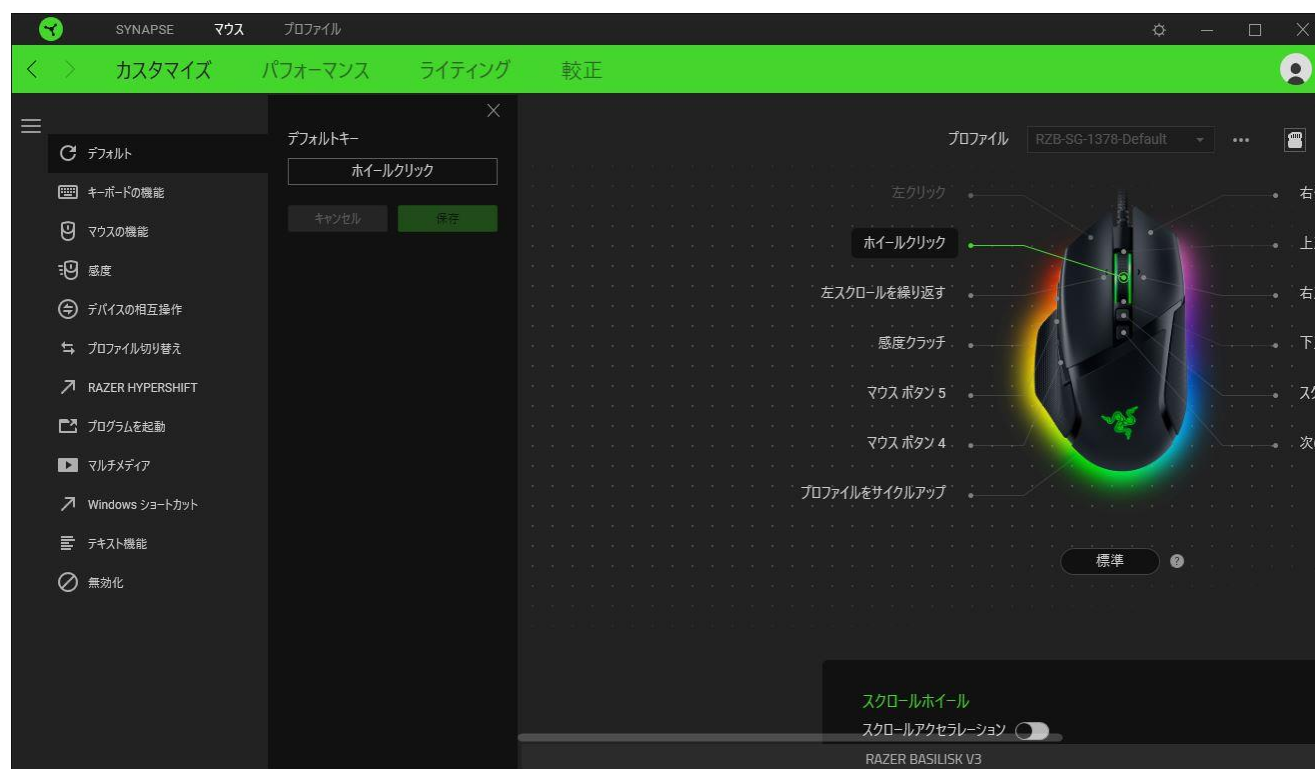 SYNAPSE マウス プロファイル
カスタマイズ パフォーマンス ライティング 較正
デフォルト
キーボードの機能
マウスの機能
感度
デバイスの相互操作
プロファイル切り替え
RAZER HYPERSHIFT
プログラムを起動
マルチメディア
Windows ショートカット
テキスト機能
無効化
デフォルトキー
ホイールクリック
キャンセル 保存
プロファイル RZB-SG-1378-Default
左クリック
ホイールクリック
左スクロールを繰り返す
感度クラッチ
マウス ボタン 5
マウス ボタン 4
プロファイルをサイクルアップ
右
上
右
下
スク
次の
標準
スクロールホイール
スクロールアクセラレーション
RAZER BASILISK V3